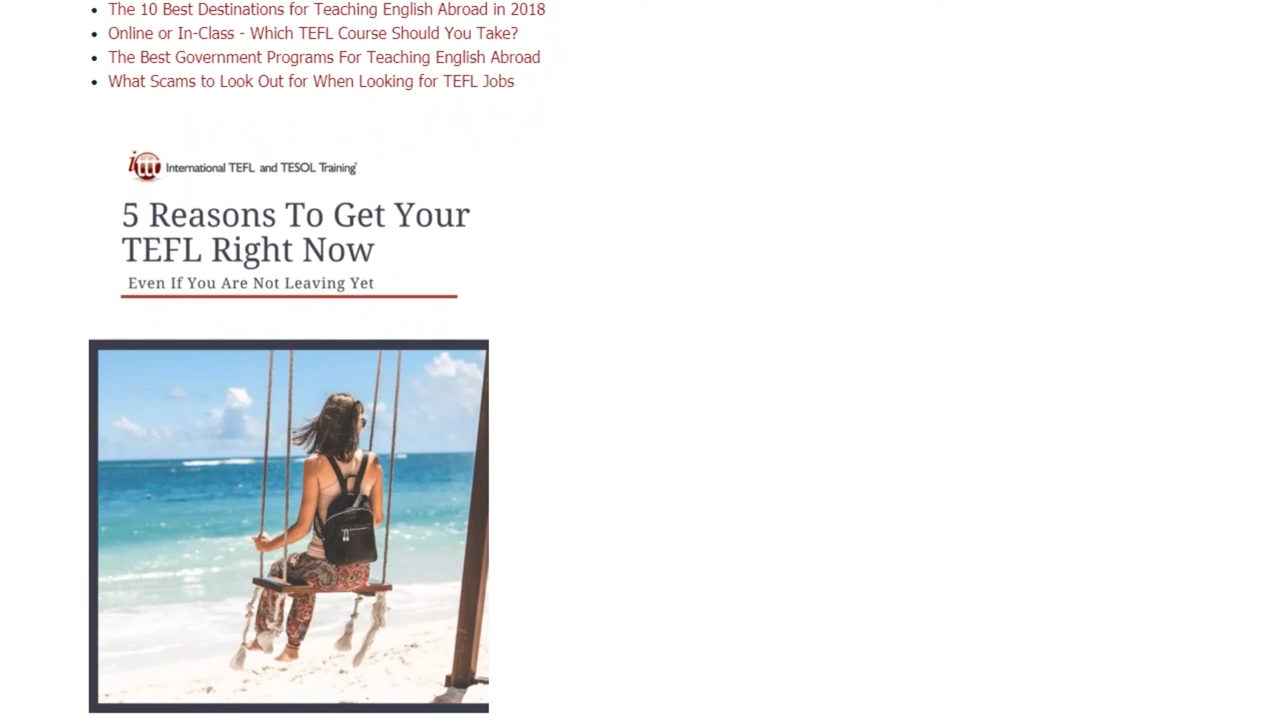 The 10 Best Destinations for Teaching English Abroad in 2018
Online or In-Class - Which TEFL Course Should You Take?
The Best Government Programs For Teaching English Abroad
What Scams to Look Out for When Looking for TEFL Jobs
ittt International TEFL and TESOL Training
5 Reasons To Get Your
TEFL Right Now
Even If You Are Not Leaving Yet